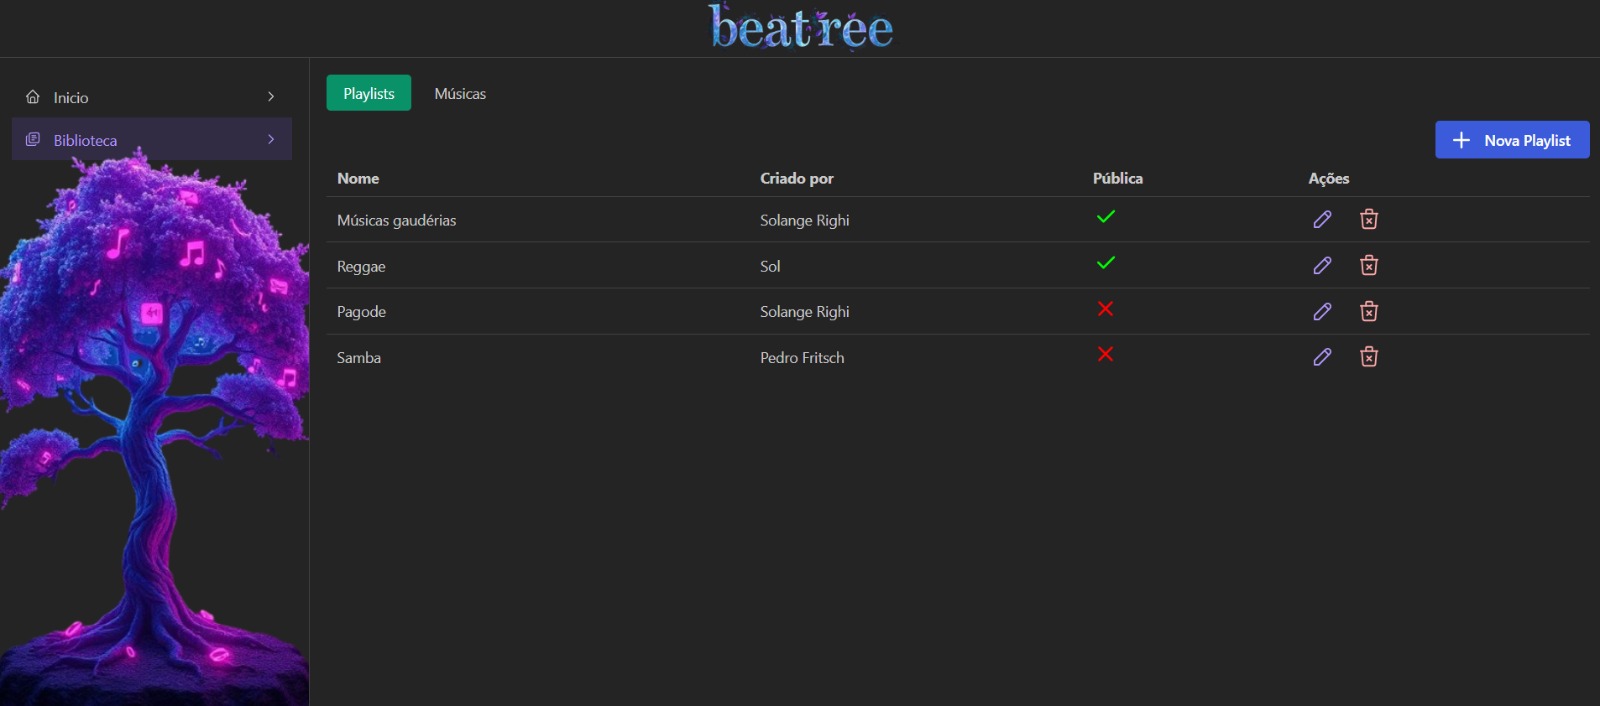 beatree
Inicio
Biblioteca
Playlists Músicas
Nova Playlist
Nome Criado por Pública Ações
Músicas gaudérias Solange Righi
Reggae Sol
Pagode Solange Righi
Samba Pedro Fritsch